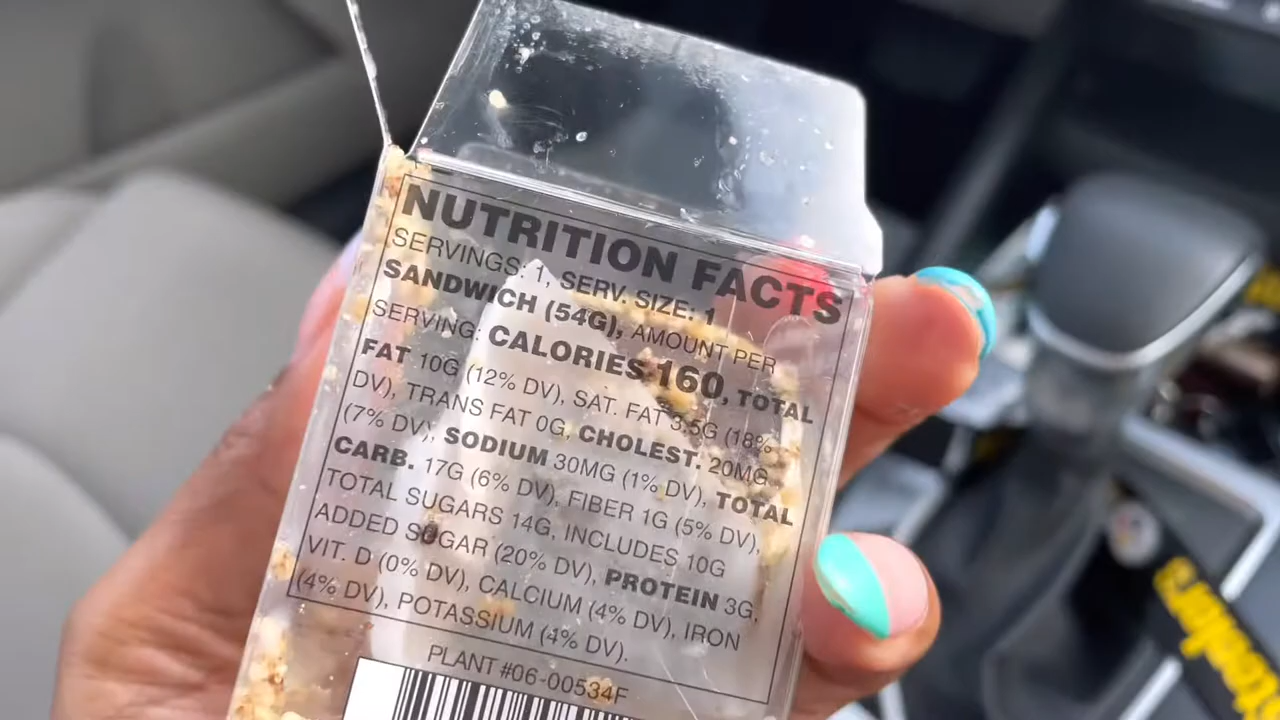 NUTRITION FACTS
SERVINGS: 1, SERV. SIZE: 1
SANDWICH (54G), AMOUNT PER
SERVING: CALORIES 160, TOTAL
FAT 10G (12% DV), SAT. FAT 3.5G (18%
DV), TRANS FAT 0G, CHOLEST. 20MG
(7% DV), SODIUM 30MG (1% DV), TOTAL
CARB. 17G (6% DV), FIBER 1G (5% DV),
TOTAL SUGARS 14G, INCLUDES 10G
ADDED SUGAR (20% DV), PROTEIN 3G,
VIT. D (0% DV), CALCIUM (4% DV), IRON
(4% DV), POTASSIUM (4% DV).
PLANT #06-00534F
Steelers